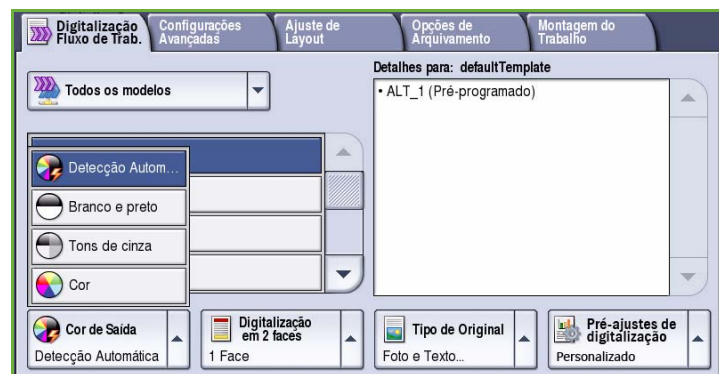 Digitalização
Fluxo de Trab.
Configurações
Avançadas
Ajuste de
Layout
Opções de
Arquivamento
Montagem do
Trabalho
Todos os modelos
Detalhes para: defaultTemplate
• ALT_1 (Pré-programado)
Detecção Autom...
Branco e preto
Tons de cinza
Cor
Cor de Saída
Detecção Automática
Digitalização
em 2 faces
1 Face
Tipo de Original
Foto e Texto...
Pré-ajustes de
digitalização
Personalizado